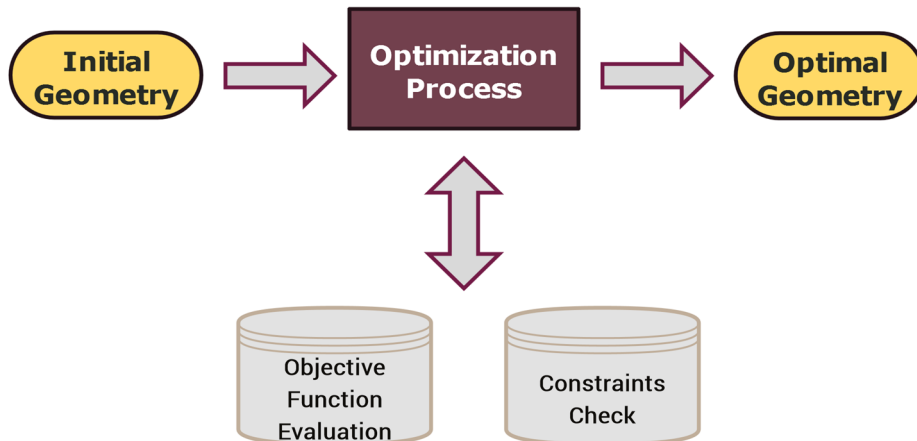 Initial
Geometry
Optimization
Process
Optimal
Geometry
Objective
Function
Evaluation
Constraints
Check